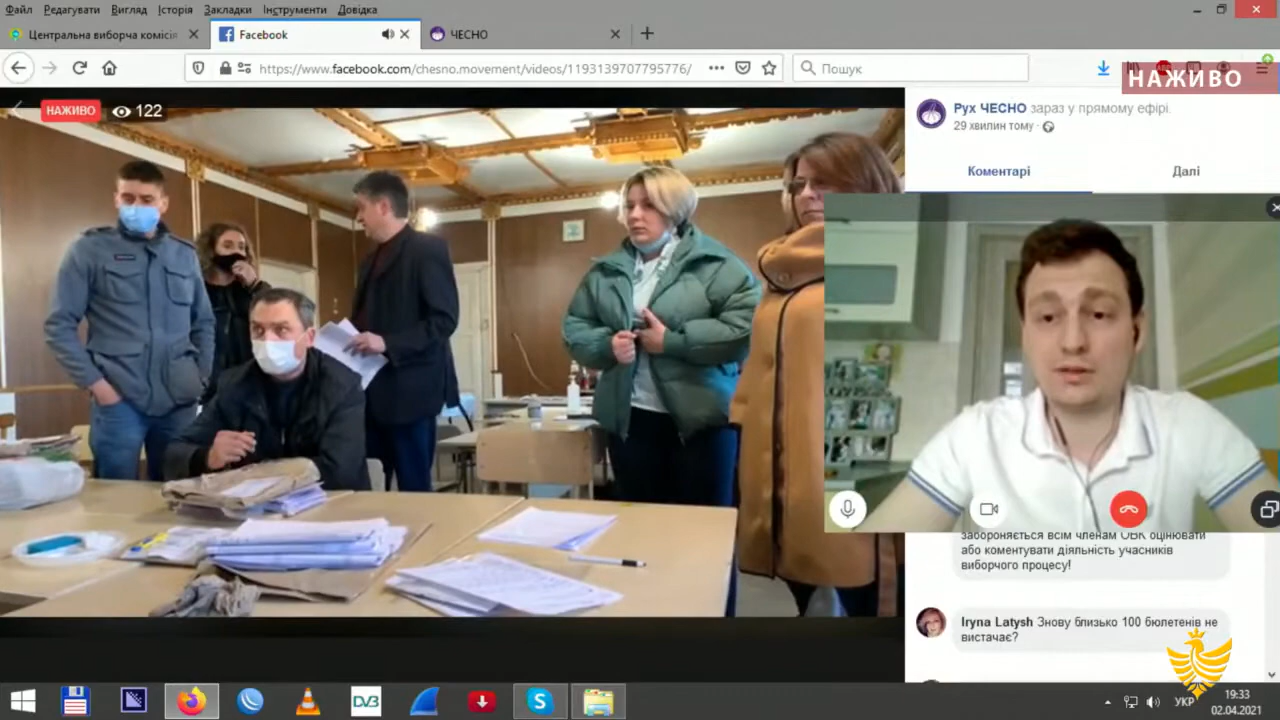 Файл Редагувати Вигляд Історія Закладки Інструменти Довідка
Центральна виборча комісія
Facebook
ЧЕСНО
https://www.facebook.com/chesno.movement/videos/1193139707795776/
Пошук
НАЖИВО
НАЖИВО 122
Рух ЧЕСНО зараз у прямому ефірі.
29 хвилин тому
Коментарі Далі
забороняється всім членам ОВК оцінювати
або коментувати діяльність учасників
виборчого процесу!
Iryna Latysh Знову близько 100 бюлетенів не
вистачає?
DVB
УКР
19:33
02.04.2021